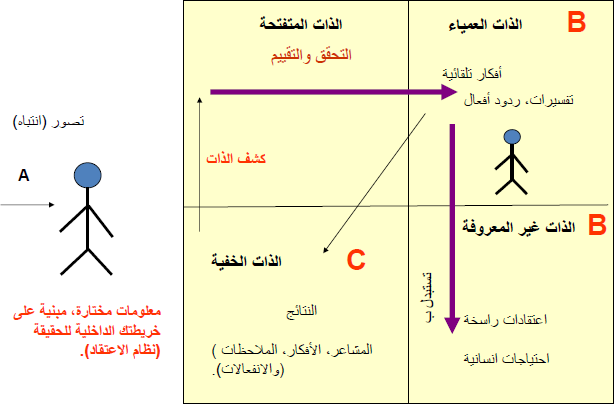 الذات العمياء
B
أفكار تلقائية
تفسيرات، ردود أفعال
الذات المتفتحة
التحقق والتقييم
كشف الذات
تصور (انتباه)
A
معلومات مختارة، مبنية على
خريطتك الداخلية للحقيقة
(نظام الاعتقاد).
الذات غير المعروفة
B
تستبدل ب
اعتقادات راسخة
احتياجات انسانية
الذات الخفية
C
النتائج
المشاعر، الأفكار، الملاحظات )
(والانفعالات).